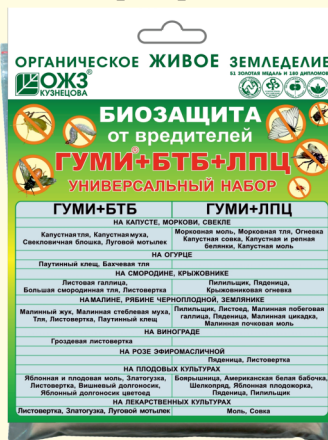 ОРГАНИЧЕСКОЕ ЖИВОЕ ЗЕМЛЕДЕЛИЕ
51 ЗОЛОТАЯ МЕДАЛЬ И 160 ДИПЛОМОВ
ОЖЗ
КУЗНЕЦОВА
БИОЗАЩИТА
от вредителей
ГУМИ®+БТБ+ЛПЦ
УНИВЕРСАЛЬНЫЙ НАБОР
ГУМИ+БТБ ГУМИ+ЛПЦ
НА КАПУСТЕ, МОРКОВИ, СВЕКЛЕ
Капустная тля, Капустная муха,
Свекловичная блошка, Луговой мотылек
Морковная моль, Морковная тля, Огневка
Капустная совка, Капустная и репная
белянки, Капустная моль
НА ОГУРЦЕ
Паутинный клещ, Бахчевая тля
НА СМОРОДИНЕ, КРЫЖОВНИКЕ
Листовая галлица,
Большая смородинная тля, Листовертка
Пилильщик, Пяденица,
Крыжовниковая огневка
НА МАЛИНЕ, РЯБИНЕ ЧЕРНОПЛОДНОЙ, ЗЕМЛЯНИКЕ
Малинный жук, Малинная стеблевая муха,
Тля, Листовертка, Паутинный клещ
Пилильщик, Листоед, Малинная побеговая
галлица, Пяденица, Малинная цикадка,
Малинная почковая моль
НА ВИНОГРАДЕ
Гроздевая листовертка
НА РОЗЕ ЭФИРОМАСЛИЧНОЙ
Пяденица, Листовертка
НА ПЛОДОВЫХ КУЛЬТУРАХ
Яблонная и плодовая моль, Златогузка,
Листовертка, Вишневый долгоносик,
Яблонный долгоносик цветоед
Боярышница, Американская белая бабочка,
Шелкопряд, Яблонная плодожорка,
Пяденица, Пилильщик
НА ЛЕКАРСТВЕННЫХ КУЛЬТУРАХ
Листовертка, Златогузка, Луговой мотылек
Моль, Совка